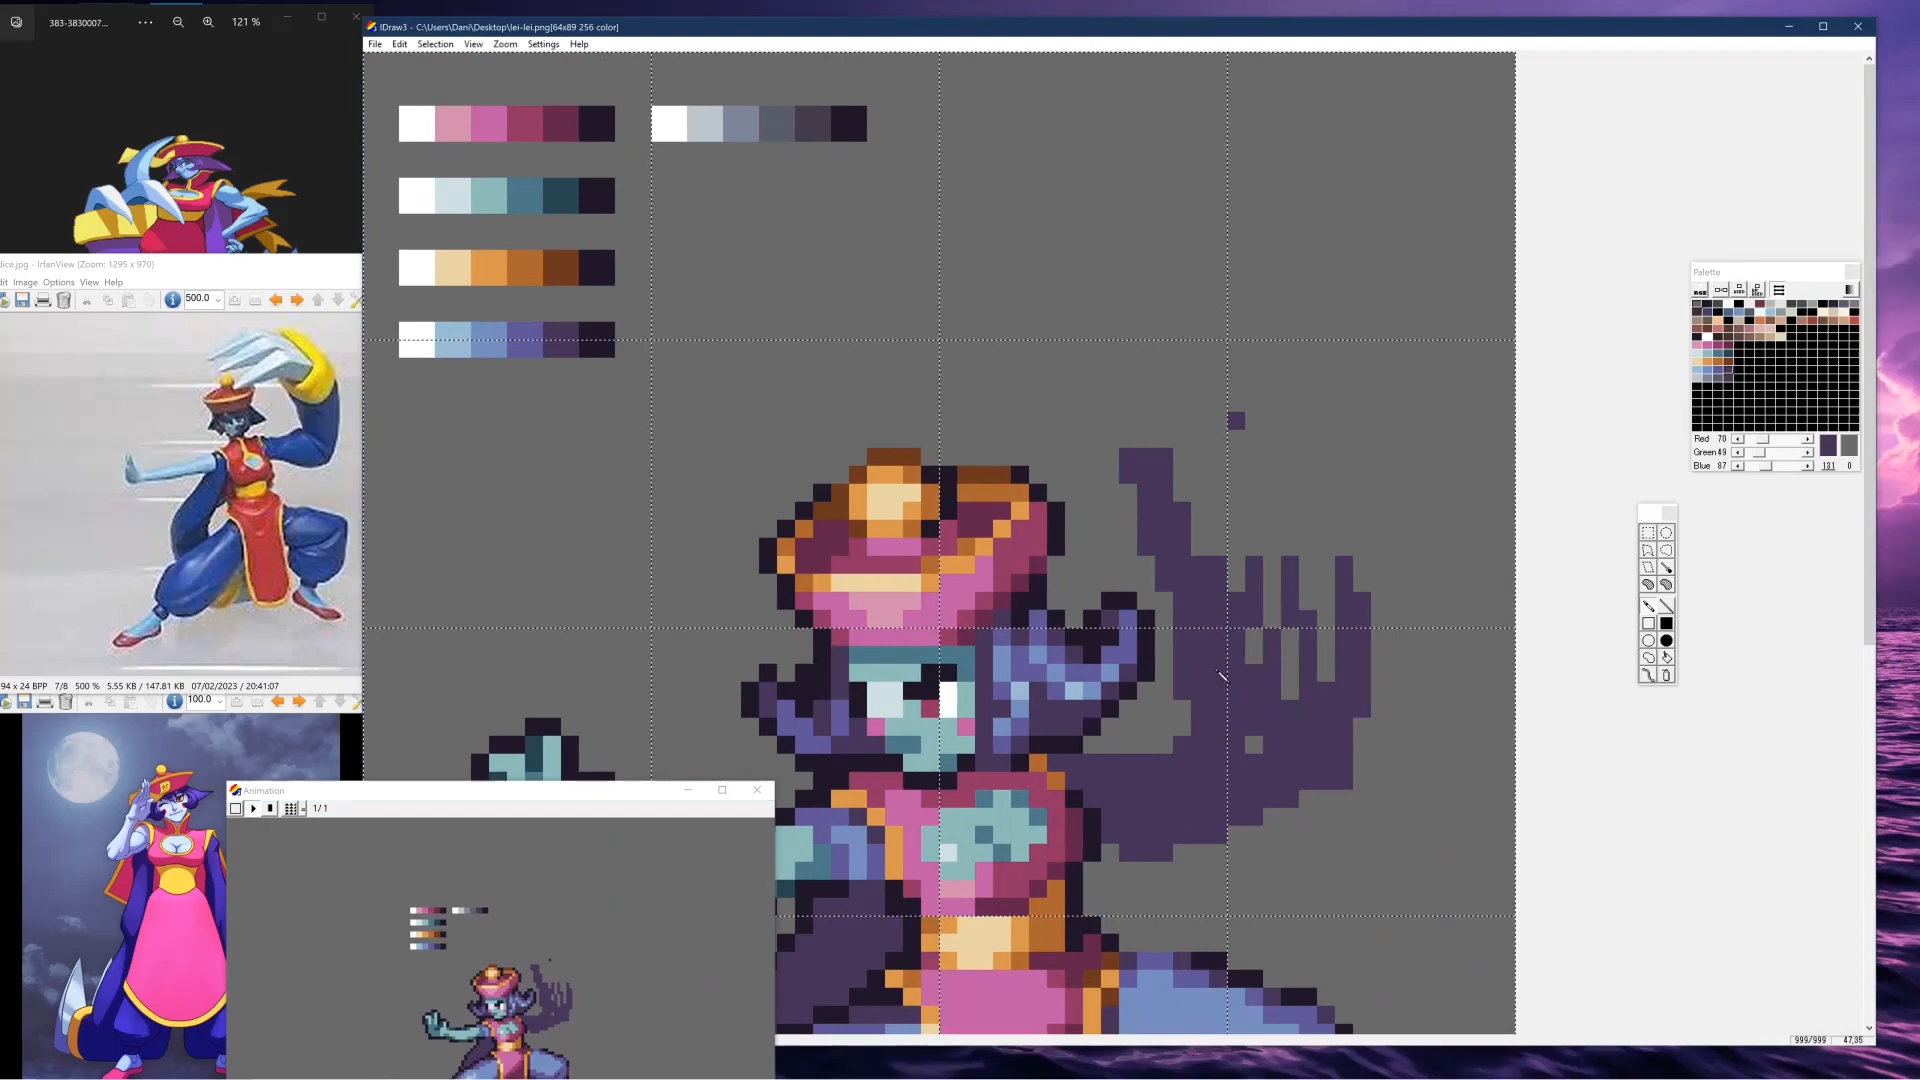 383-3830007...
121 %
IDraw3 - C:\Users\Dani\Desktop\lei-lei.png[64x89 256 color]
File Edit Selection View Zoom Settings Help
dice.jpg - IrfanView (Zoom: 1295 x 970)
dit Image Options View Help
500.0
94 x 24 BPP 7/8 500 % 5.55 KB / 147.81 KB 07/02/2023 / 20:41:07
100.0
Animation
1/1
Palette
RGB
Red 70
Green 49
Blue 87
131 0
999/999 47,35